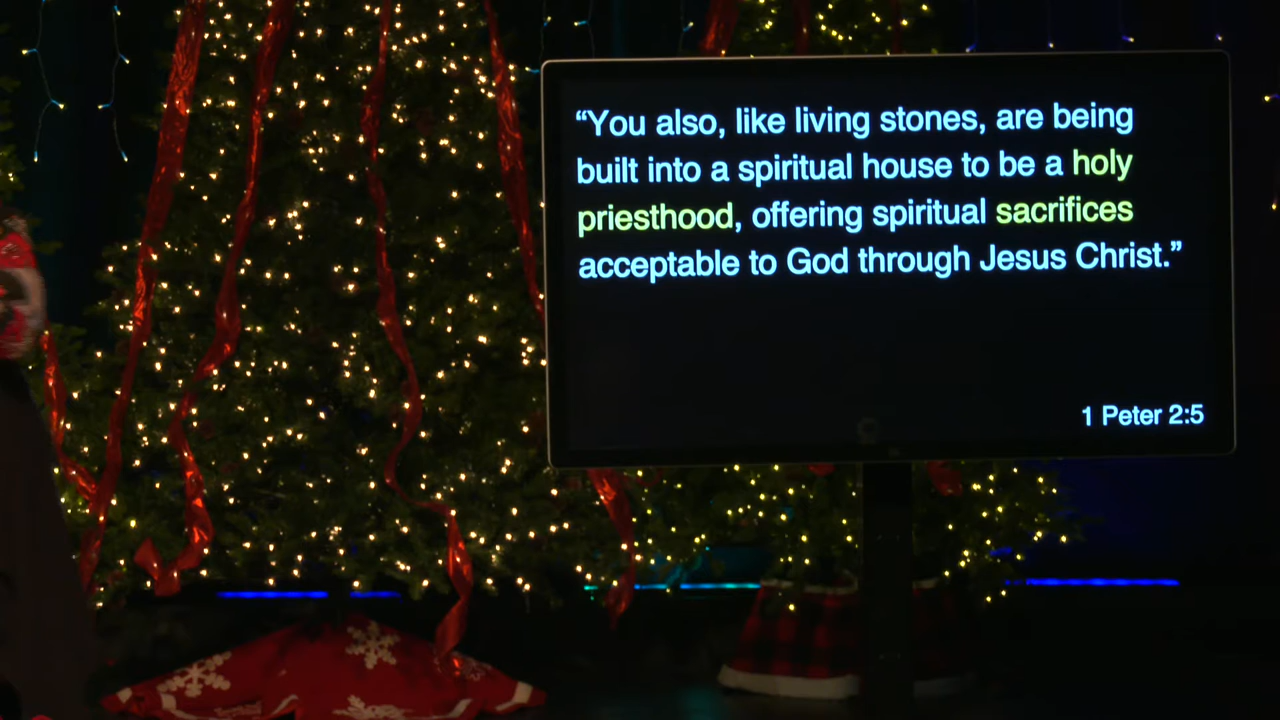 “You also, like living stones, are being
built into a spiritual house to be a holy
priesthood, offering spiritual sacrifices
acceptable to God through Jesus Christ.”
1 Peter 2:5